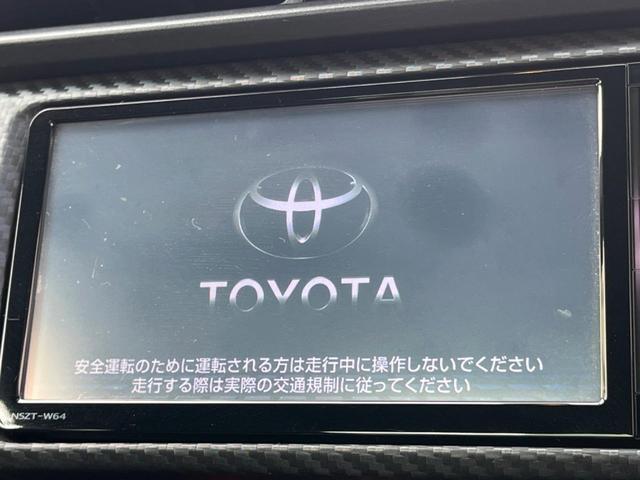 TOYOTA
安全運転のために運転される方は走行中に操作しないでください
走行する際は実際の交通規制に従ってください
NSZT-W64